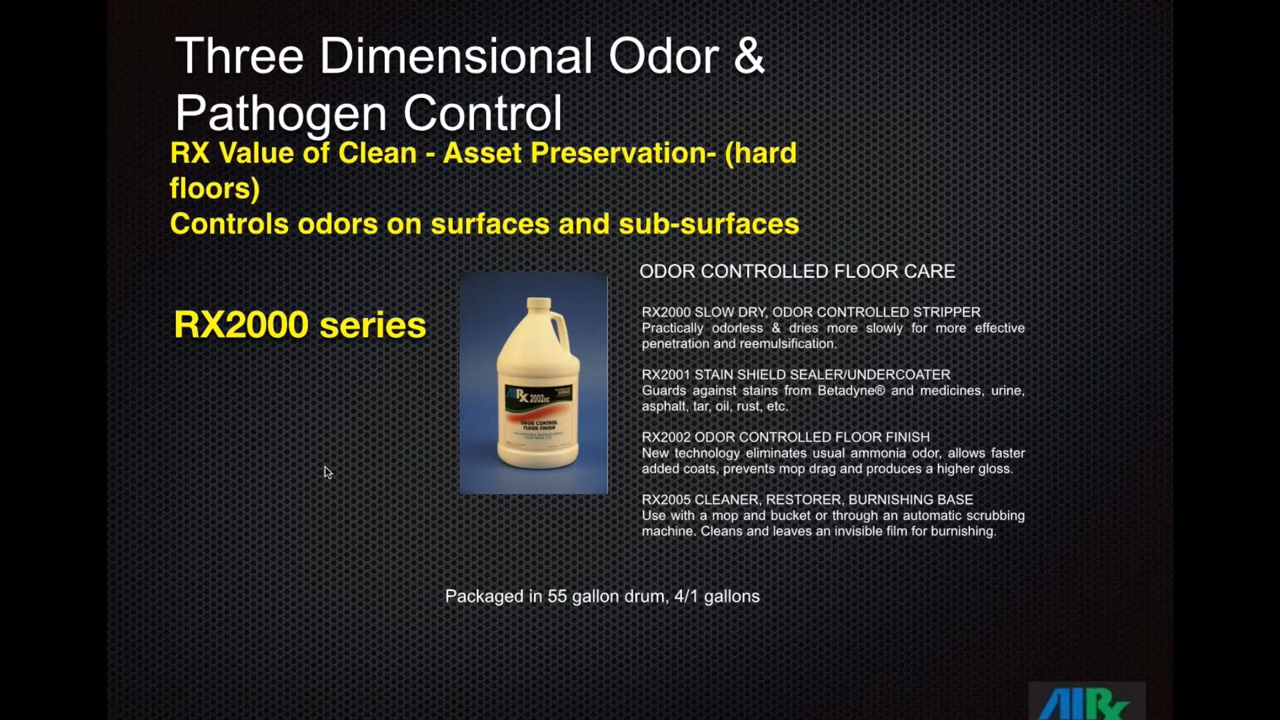 Three Dimensional Odor &
Pathogen Control
RX Value of Clean - Asset Preservation- (hard
floors)
Controls odors on surfaces and sub-surfaces
RX2000 series
AIRx
2002nc
ODOR CONTROL
FLOOR FINISH
ODOR CONTROLLED FLOOR CARE
RX2000 SLOW DRY, ODOR CONTROLLED STRIPPER
Practically odorless & dries more slowly for more effective
penetration and reemulsification.
RX2001 STAIN SHIELD SEALER/UNDERCOATER
Guards against stains from Betadyne® and medicines, urine,
asphalt, tar, oil, rust, etc.
RX2002 ODOR CONTROLLED FLOOR FINISH
New technology eliminates usual ammonia odor, allows faster
added coats, prevents mop drag and produces a higher gloss.
RX2005 CLEANER, RESTORER, BURNISHING BASE
Use with a mop and bucket or through an automatic scrubbing
machine. Cleans and leaves an invisible film for burnishing.
Packaged in 55 gallon drum, 4/1 gallons
AIRx